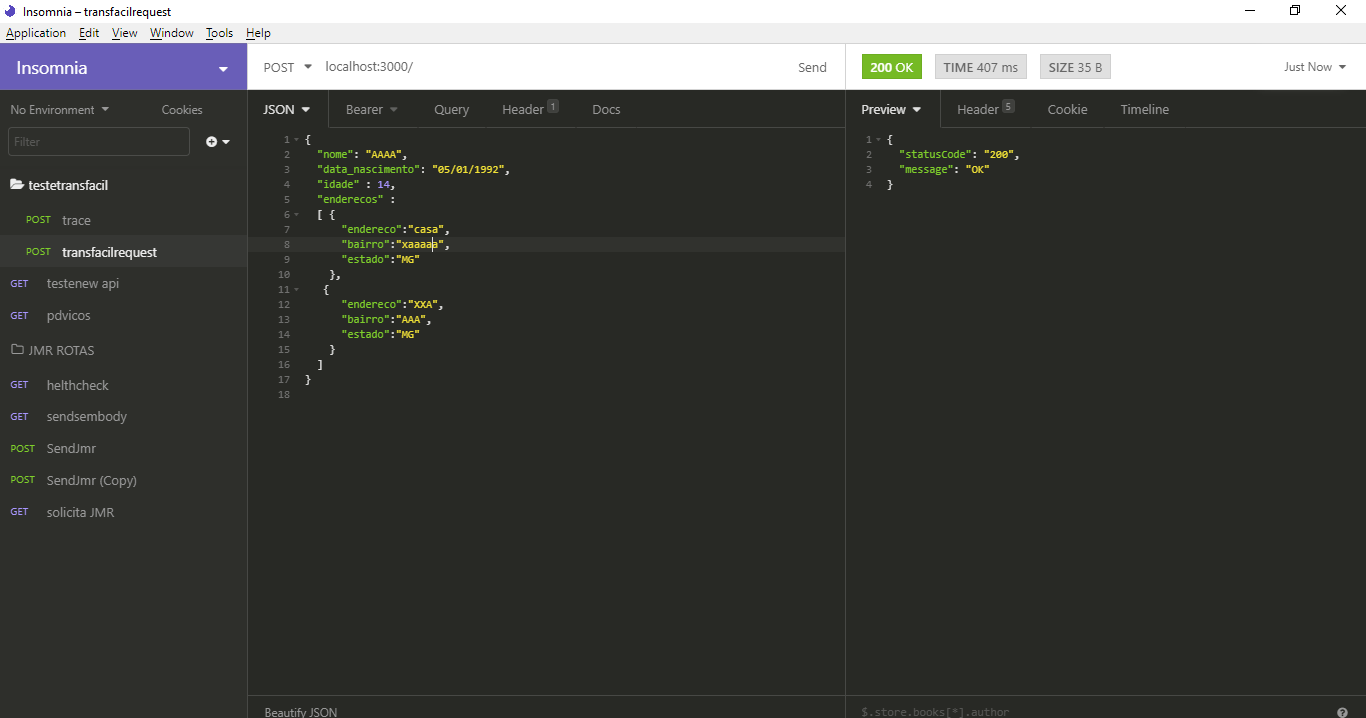 Insomnia – transfacilrequest
Application Edit View Window Tools Help
Insomnia
POST localhost:3000/ Send
200 OK TIME 407 ms SIZE 35 B Just Now
No Environment Cookies
Filter
testetransfacil
POST trace
POST transfacilrequest
GET testenew api
GET pdvicos
JMR ROTAS
GET helthcheck
GET sendsembody
POST SendJmr
POST SendJmr (Copy)
GET solicita JMR
JSON Bearer Query Header 1 Docs
1 {
2 "nome": "AAAA",
3 "data_nascimento": "05/01/1992",
4 "idade" : 14,
5 "enderecos" :
6 [ {
7 "endereco":"casa",
8 "bairro":"xaaaaa",
9 "estado":"MG"
10 },
11 {
12 "endereco":"XXA",
13 "bairro":"AAA",
14 "estado":"MG"
15 }
16 ]
17 }
18
Beautify JSON
Preview Header 5 Cookie Timeline
1 {
2 "statusCode": "200",
3 "message": "OK"
4 }
$.store.books[*].author